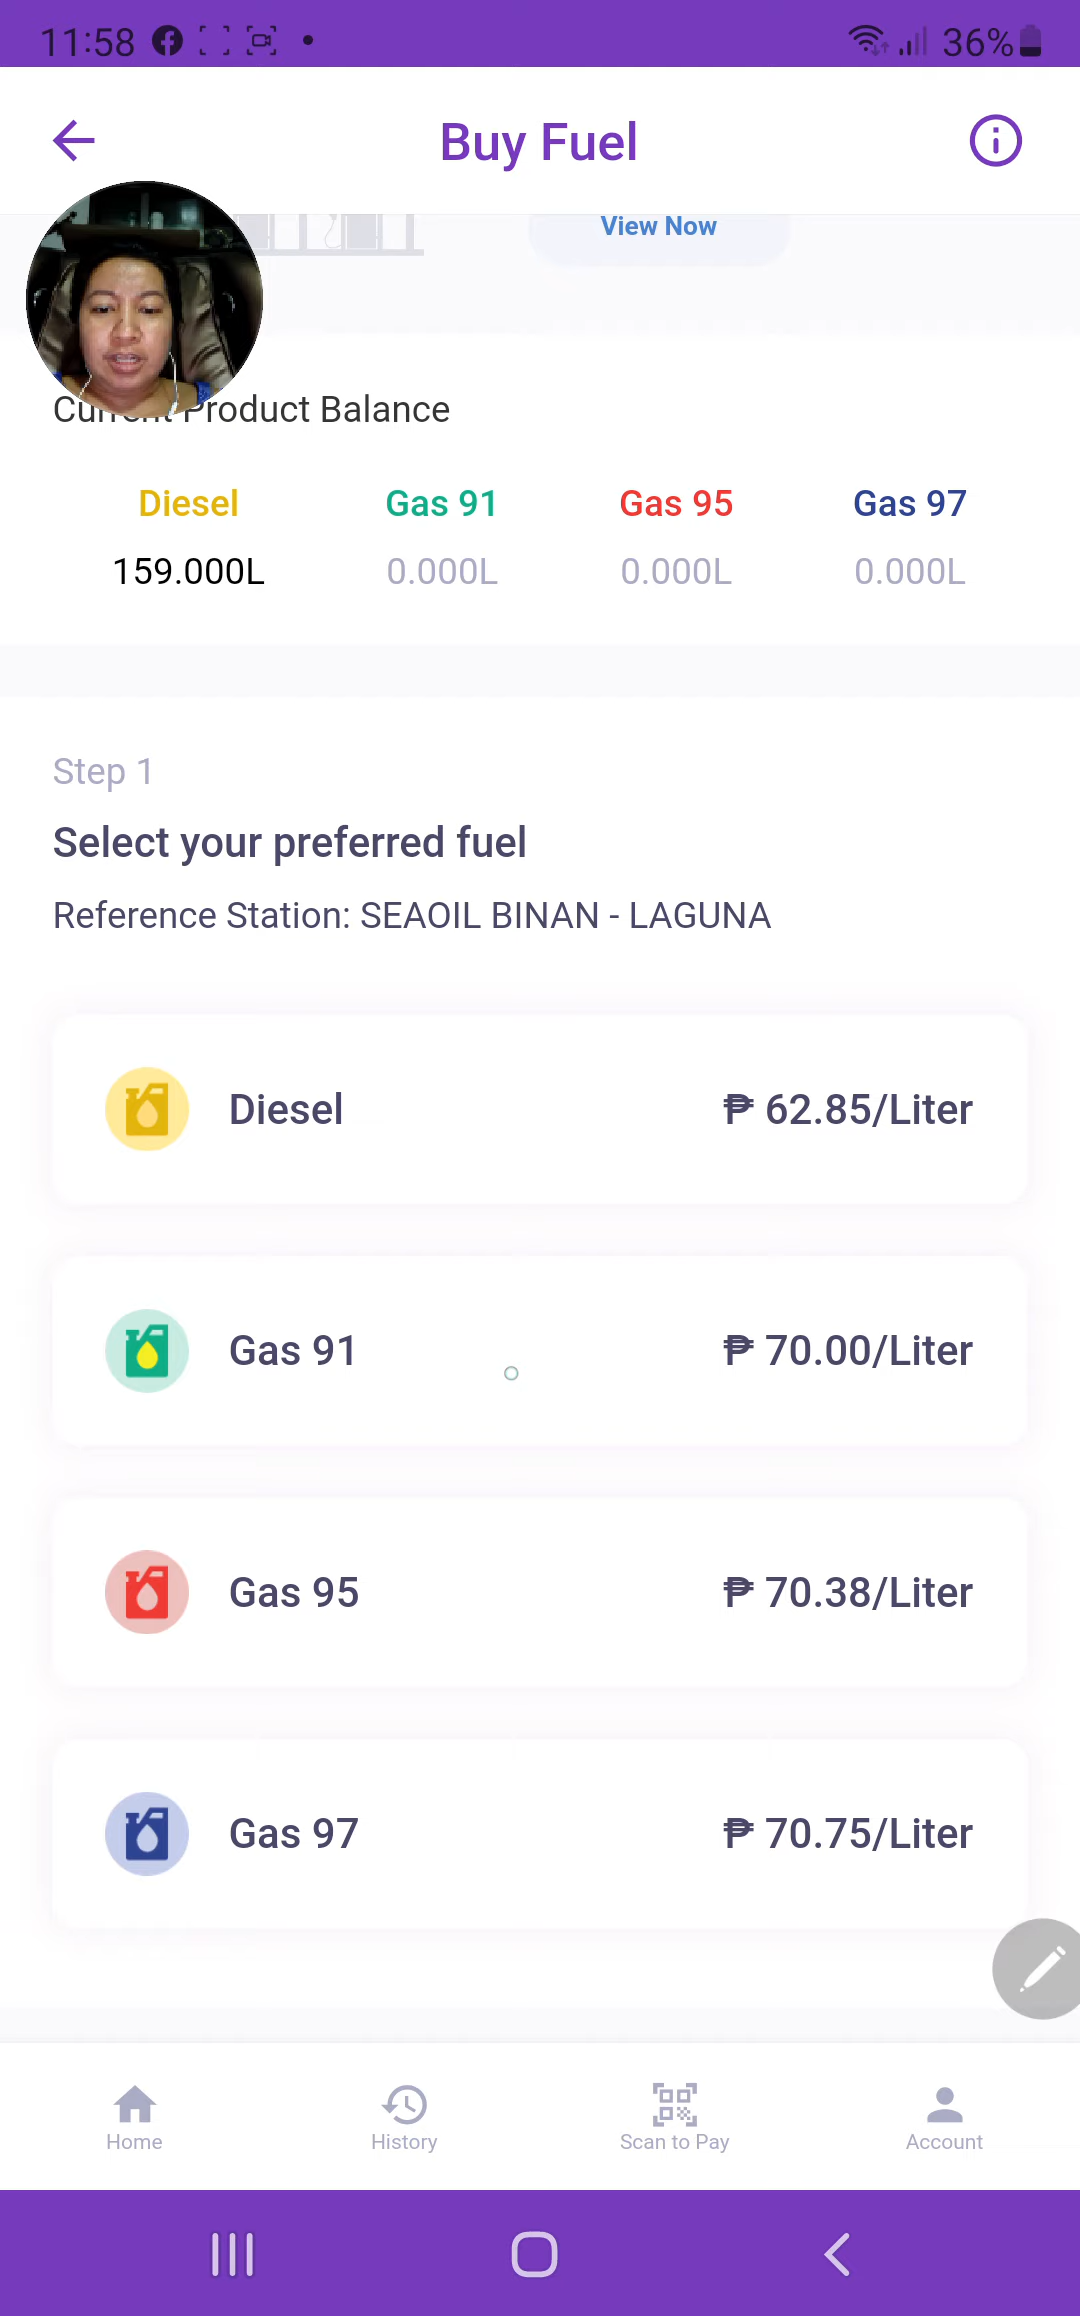 11:58
36%
Buy Fuel
View Now
Current Product Balance
Diesel Gas 91 Gas 95 Gas 97
159.000L 0.000L 0.000L 0.000L
Step 1
Select your preferred fuel
Reference Station: SEAOIL BINAN - LAGUNA
Diesel ₱ 62.85/Liter
Gas 91 ₱ 70.00/Liter
Gas 95 ₱ 70.38/Liter
Gas 97 ₱ 70.75/Liter
Home History Scan to Pay Account